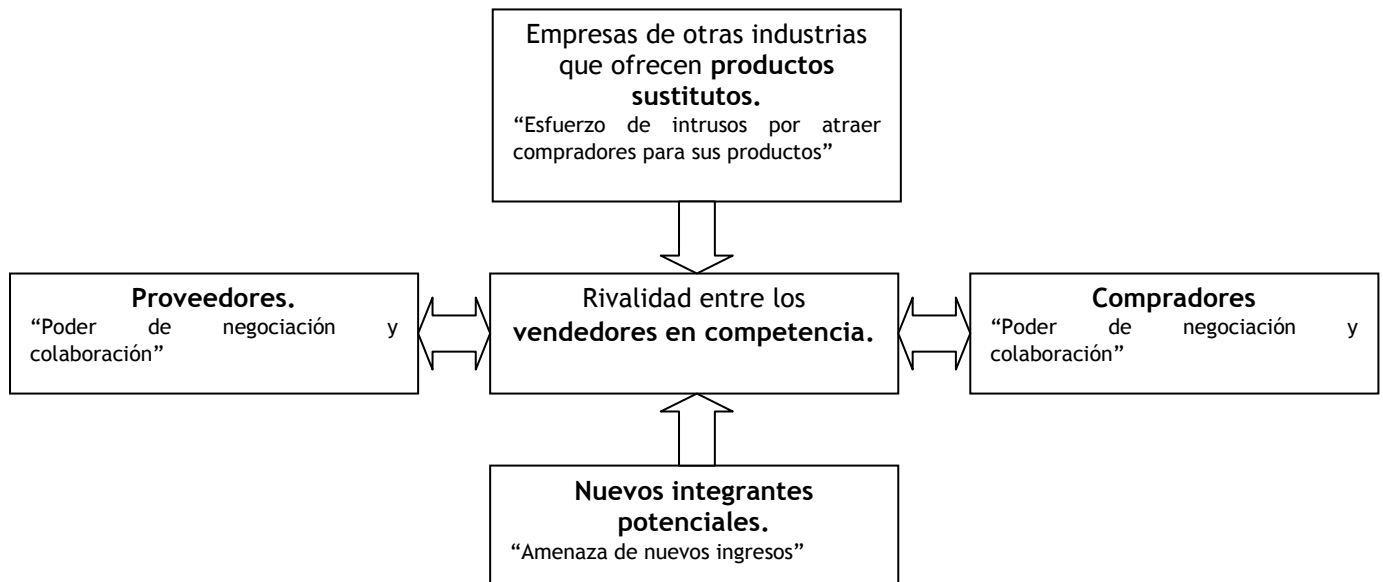 Empresas de otras industrias
que ofrecen productos
sustitutos.
“Esfuerzo de intrusos por atraer
compradores para sus productos”
Proveedores.
“Poder de negociación y
colaboración”
Rivalidad entre los
vendedores en competencia.
Compradores
“Poder de negociación y
colaboración”
Nuevos integrantes
potenciales.
“Amenaza de nuevos ingresos”